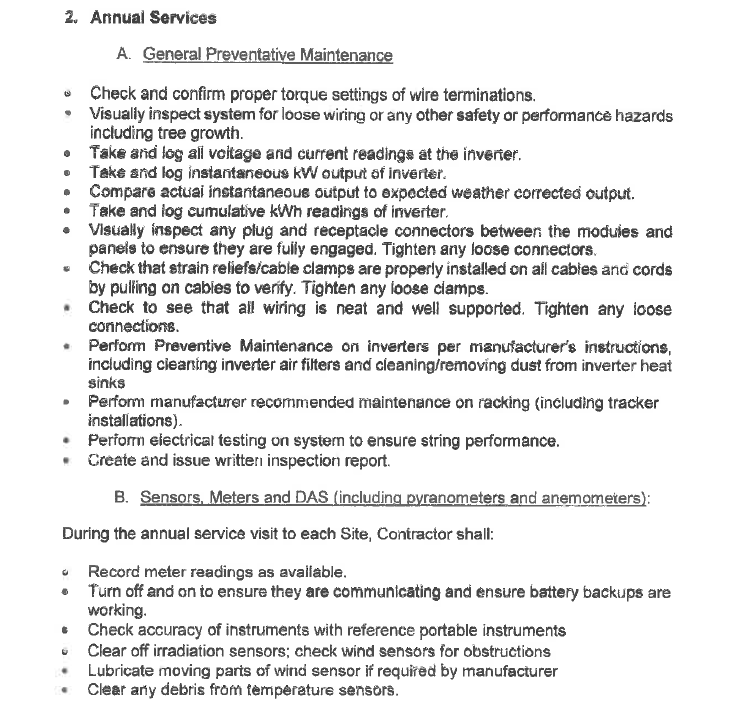 2. Annual Services
A. General Preventative Maintenance
• Check and confirm proper torque settings of wire terminations.
• Visually inspect system for loose wiring or any other safety or performance hazards
including tree growth.
• Take and log all voltage and current readings at the inverter.
• Take and log instantaneous kW output of inverter.
• Compare actual instantaneous output to expected weather corrected output.
• Take and log cumulative kWh readings of inverter.
• Visually inspect any plug and receptacle connectors between the modules and
panels to ensure they are fully engaged. Tighten any loose connectors.
• Check that strain reliefs/cable clamps are properly installed on all cables and cords
by pulling on cables to verify. Tighten any loose clamps.
• Check to see that all wiring is neat and well supported. Tighten any loose
connections.
• Perform Preventive Maintenance on inverters per manufacturer's instructions,
including cleaning inverter air filters and cleaning/removing dust from inverter heat
sinks
• Perform manufacturer recommended maintenance on racking (including tracker
installations).
• Perform electrical testing on system to ensure string performance.
• Create and issue written inspection report.
B. Sensors, Meters and DAS (including pyranometers and anemometers):
During the annual service visit to each Site, Contractor shall:
• Record meter readings as available.
• Turn off and on to ensure they are communicating and ensure battery backups are
working.
• Check accuracy of instruments with reference portable instruments
• Clear off irradiation sensors; check wind sensors for obstructions
• Lubricate moving parts of wind sensor if required by manufacturer
• Clear any debris from temperature sensors.